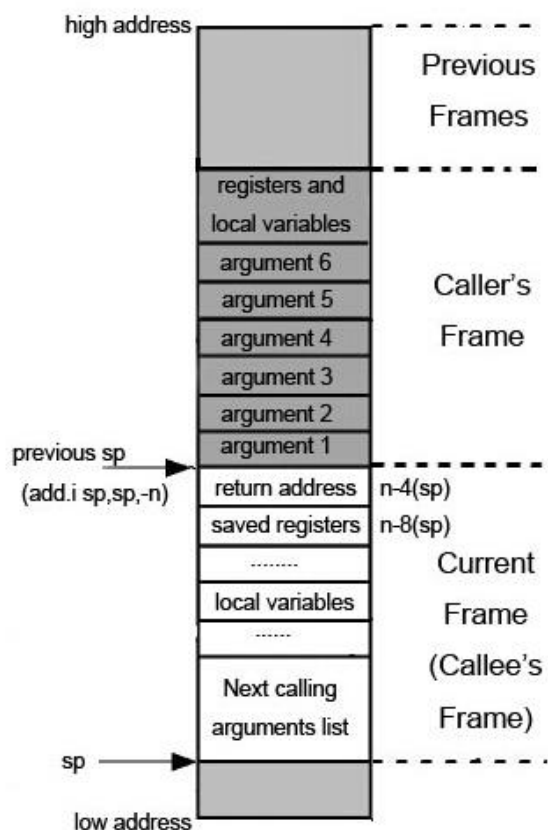 high address
Previous
Frames
registers and
local variables
argument 6
argument 5
argument 4
argument 3
argument 2
argument 1
Caller's
Frame
previous sp
(add.i sp,sp,-n)
return address n-4(sp)
saved registers n-8(sp)
........
local variables
......
Next calling
arguments list
Current
Frame
(Callee's
Frame)
sp
low address